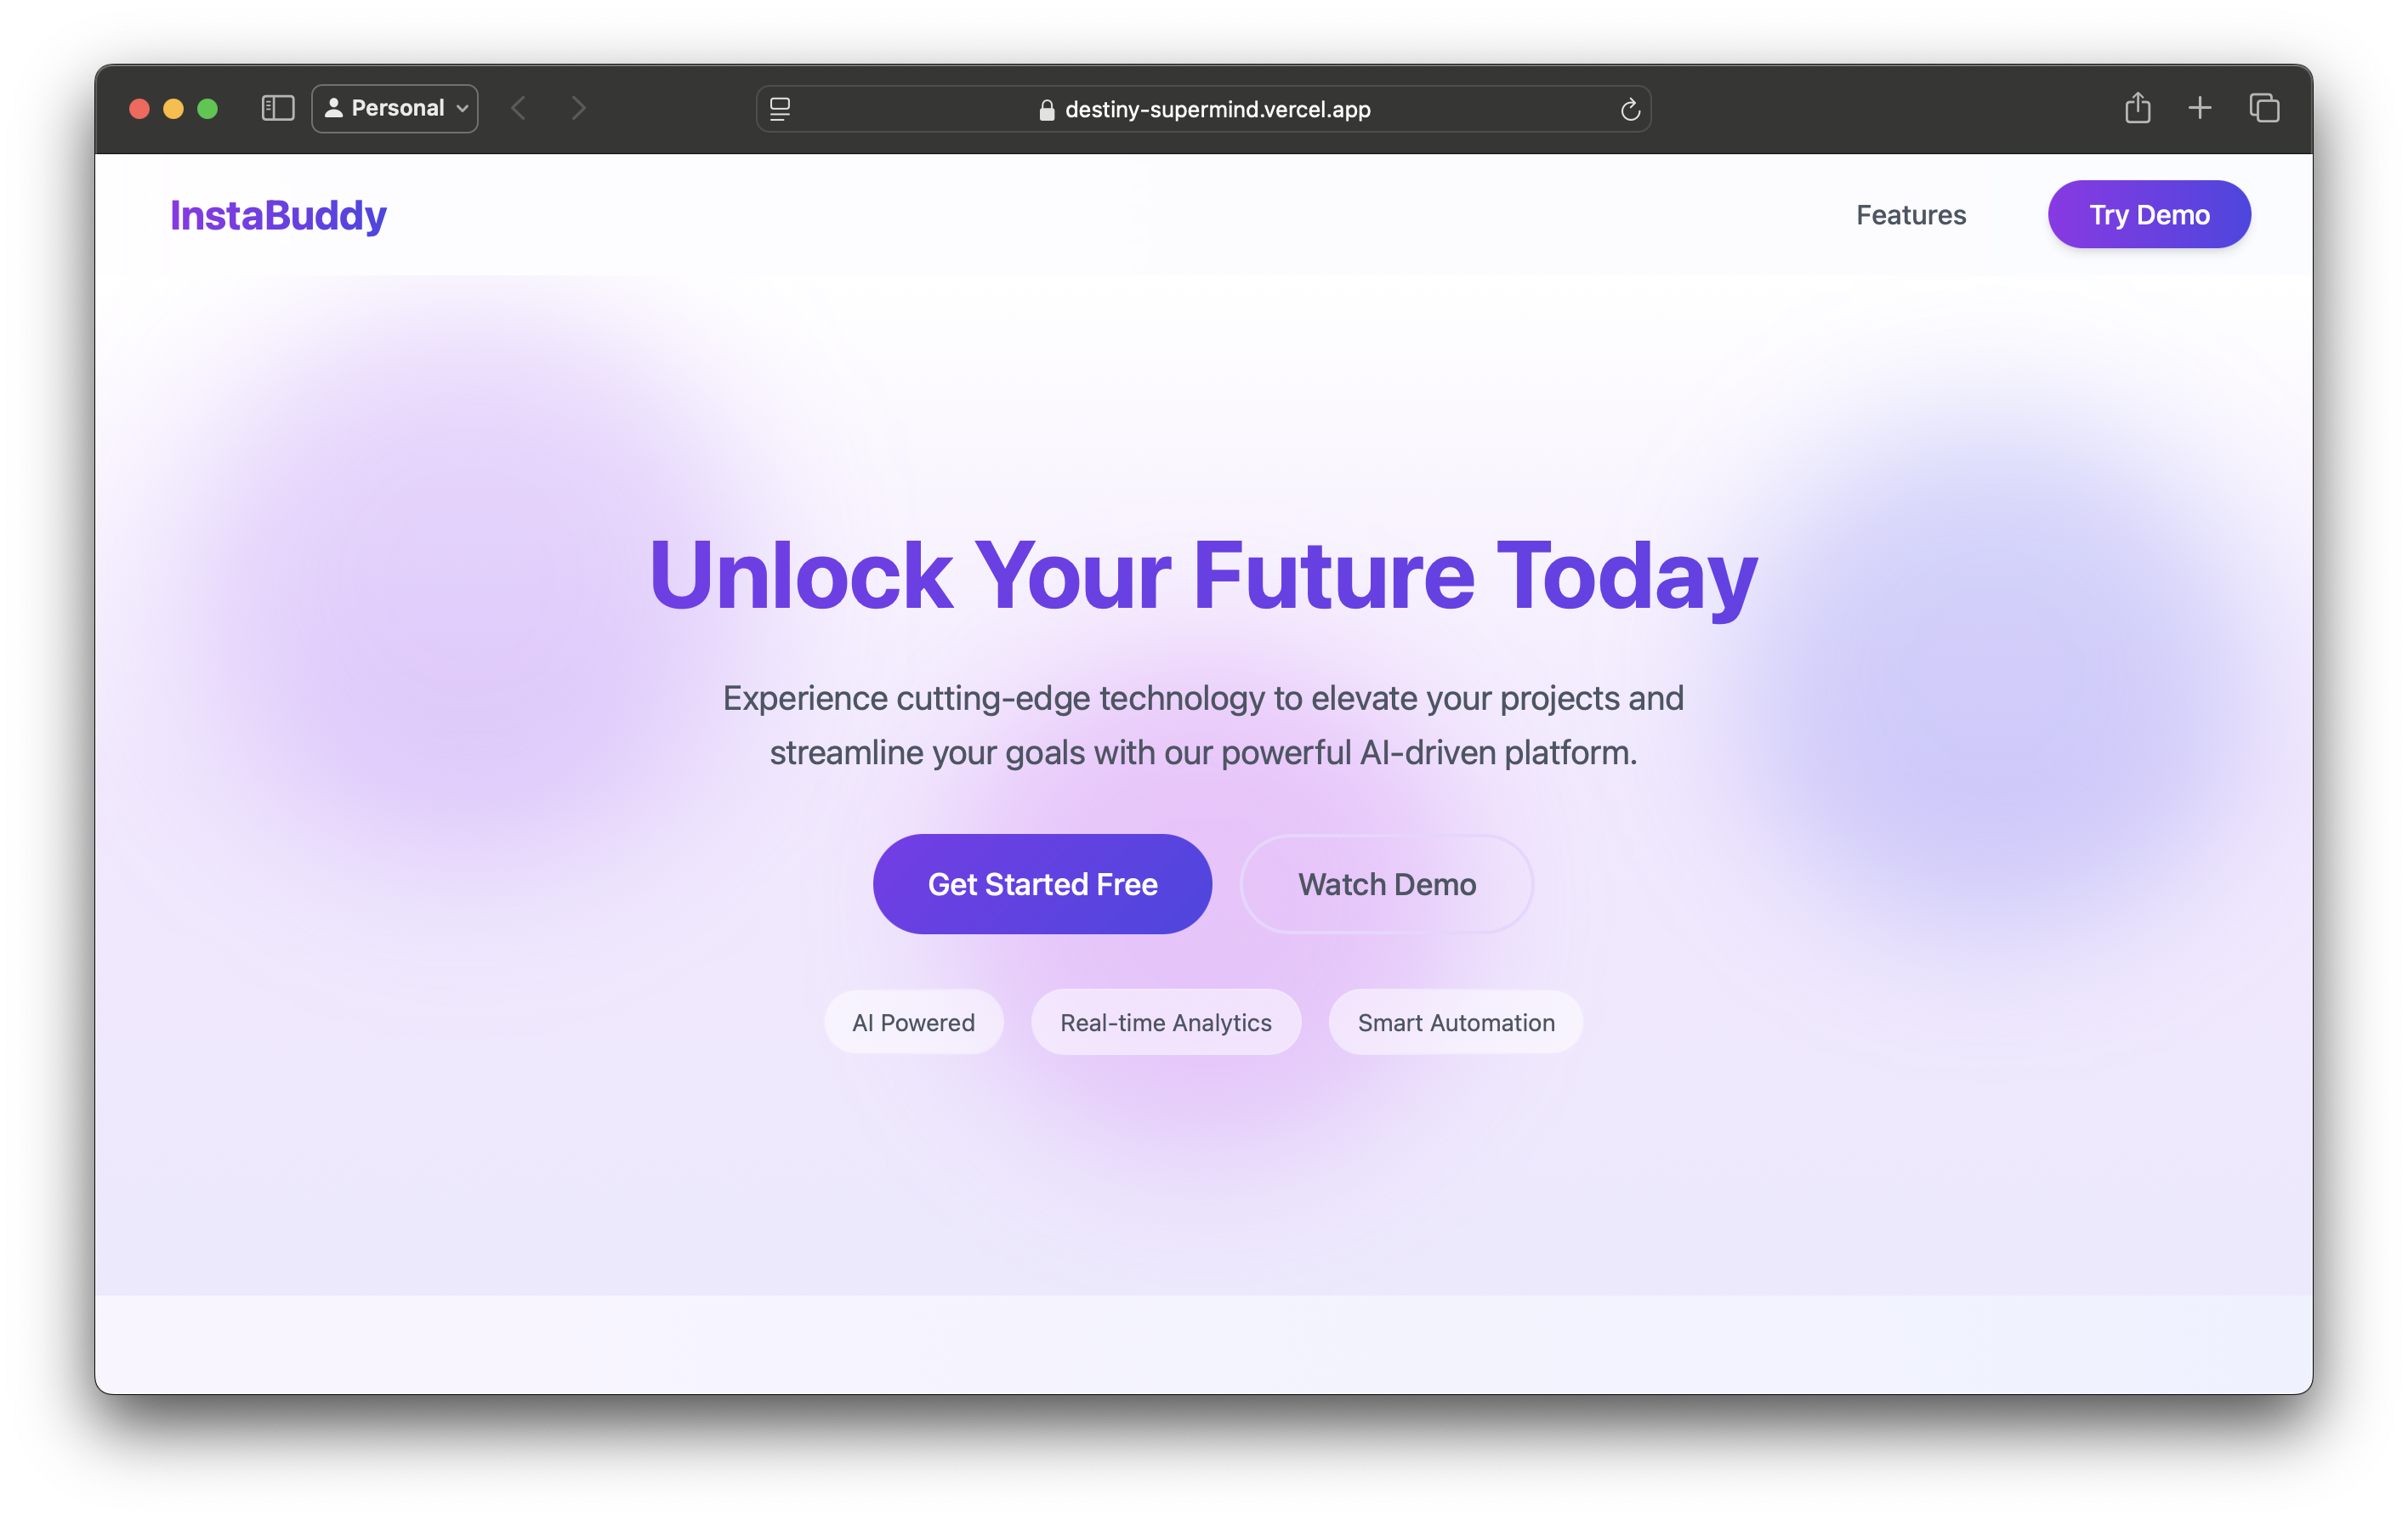 Personal
destiny-supermind.vercel.app
InstaBuddy
Features
Try Demo
Unlock Your Future Today
Experience cutting-edge technology to elevate your projects and
streamline your goals with our powerful AI-driven platform.
Get Started Free
Watch Demo
AI Powered
Real-time Analytics
Smart Automation